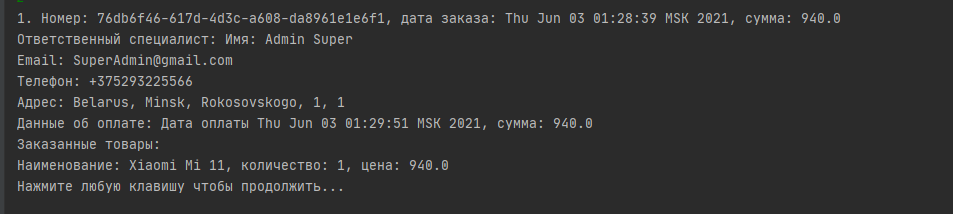 1. Номер: 76db6f46-617d-4d3c-a608-da8961e1e6f1, дата заказа: Thu Jun 03 01:28:39 MSK 2021, сумма: 940.0
Ответственный специалист: Имя: Admin Super
Email: SuperAdmin@gmail.com
Телефон: +375293225566
Адрес: Belarus, Minsk, Rokosovskogo, 1, 1
Данные об оплате: Дата оплаты Thu Jun 03 01:29:51 MSK 2021, сумма: 940.0
Заказанные товары:
Наименование: Xiaomi Mi 11, количество: 1, цена: 940.0
Нажмите любую клавишу чтобы продолжить...